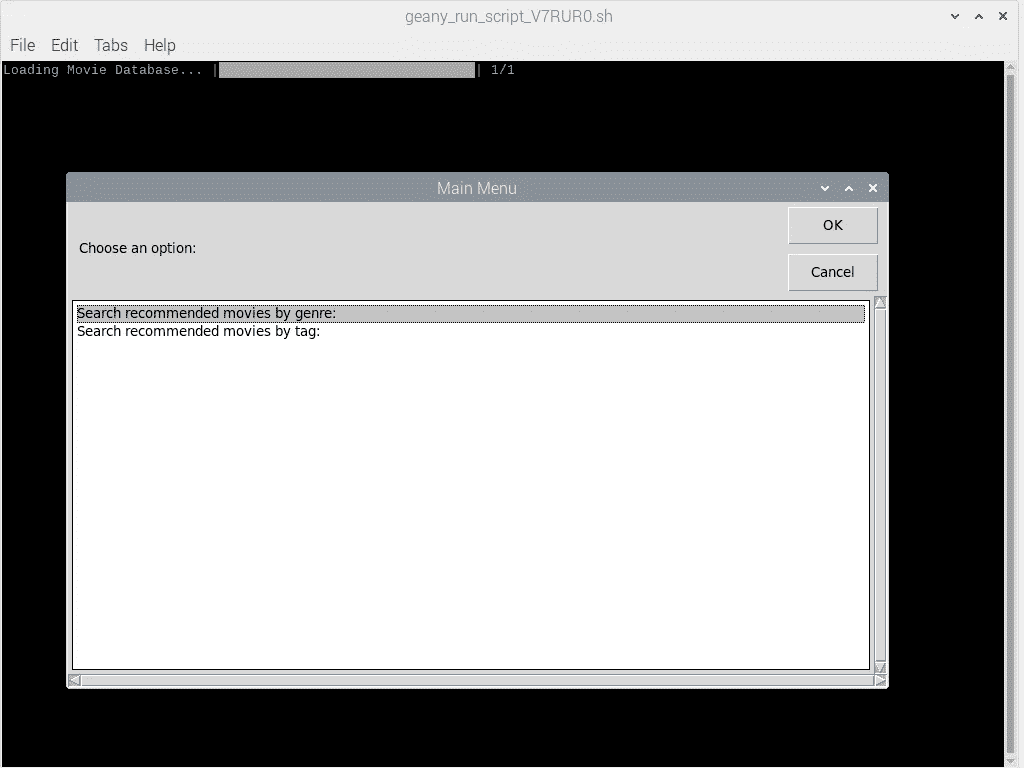 geany_run_script_V7RUR0.sh
File Edit Tabs Help
Loading Movie Database... | | 1/1
Main Menu
OK
Choose an option:
Cancel
Search recommended movies by genre:
Search recommended movies by tag: